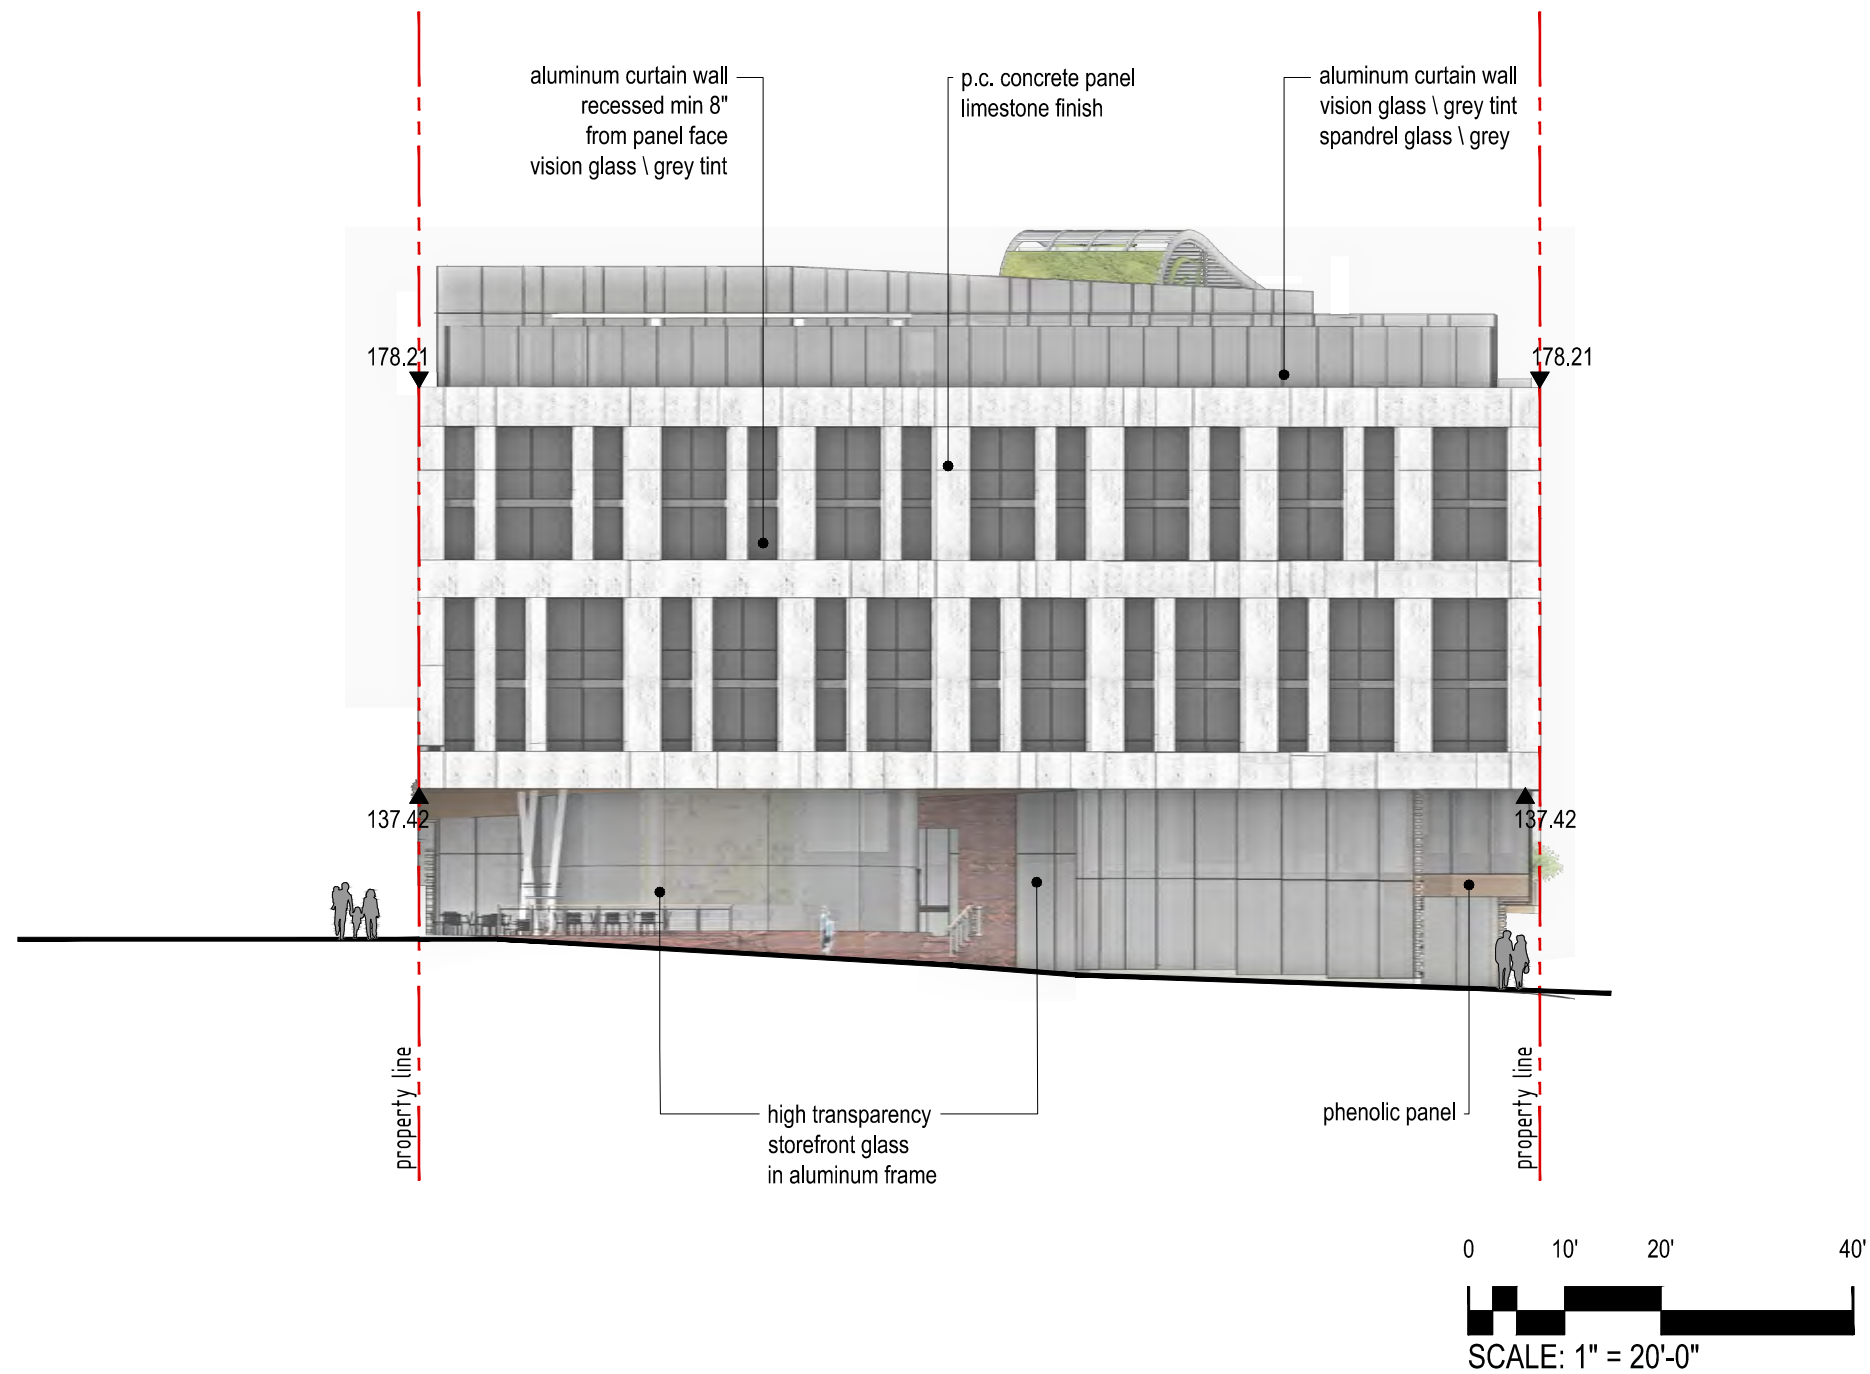 aluminum curtain wall
recessed min 8"
from panel face
vision glass \ grey tint
p.c. concrete panel
limestone finish
aluminum curtain wall
vision glass \ grey tint
spandrel glass \ grey
178.21
178.21
137.42
137.42
property line
property line
high transparency
storefront glass
in aluminum frame
phenolic panel
0 10' 20' 40'
SCALE: 1" = 20'-0"